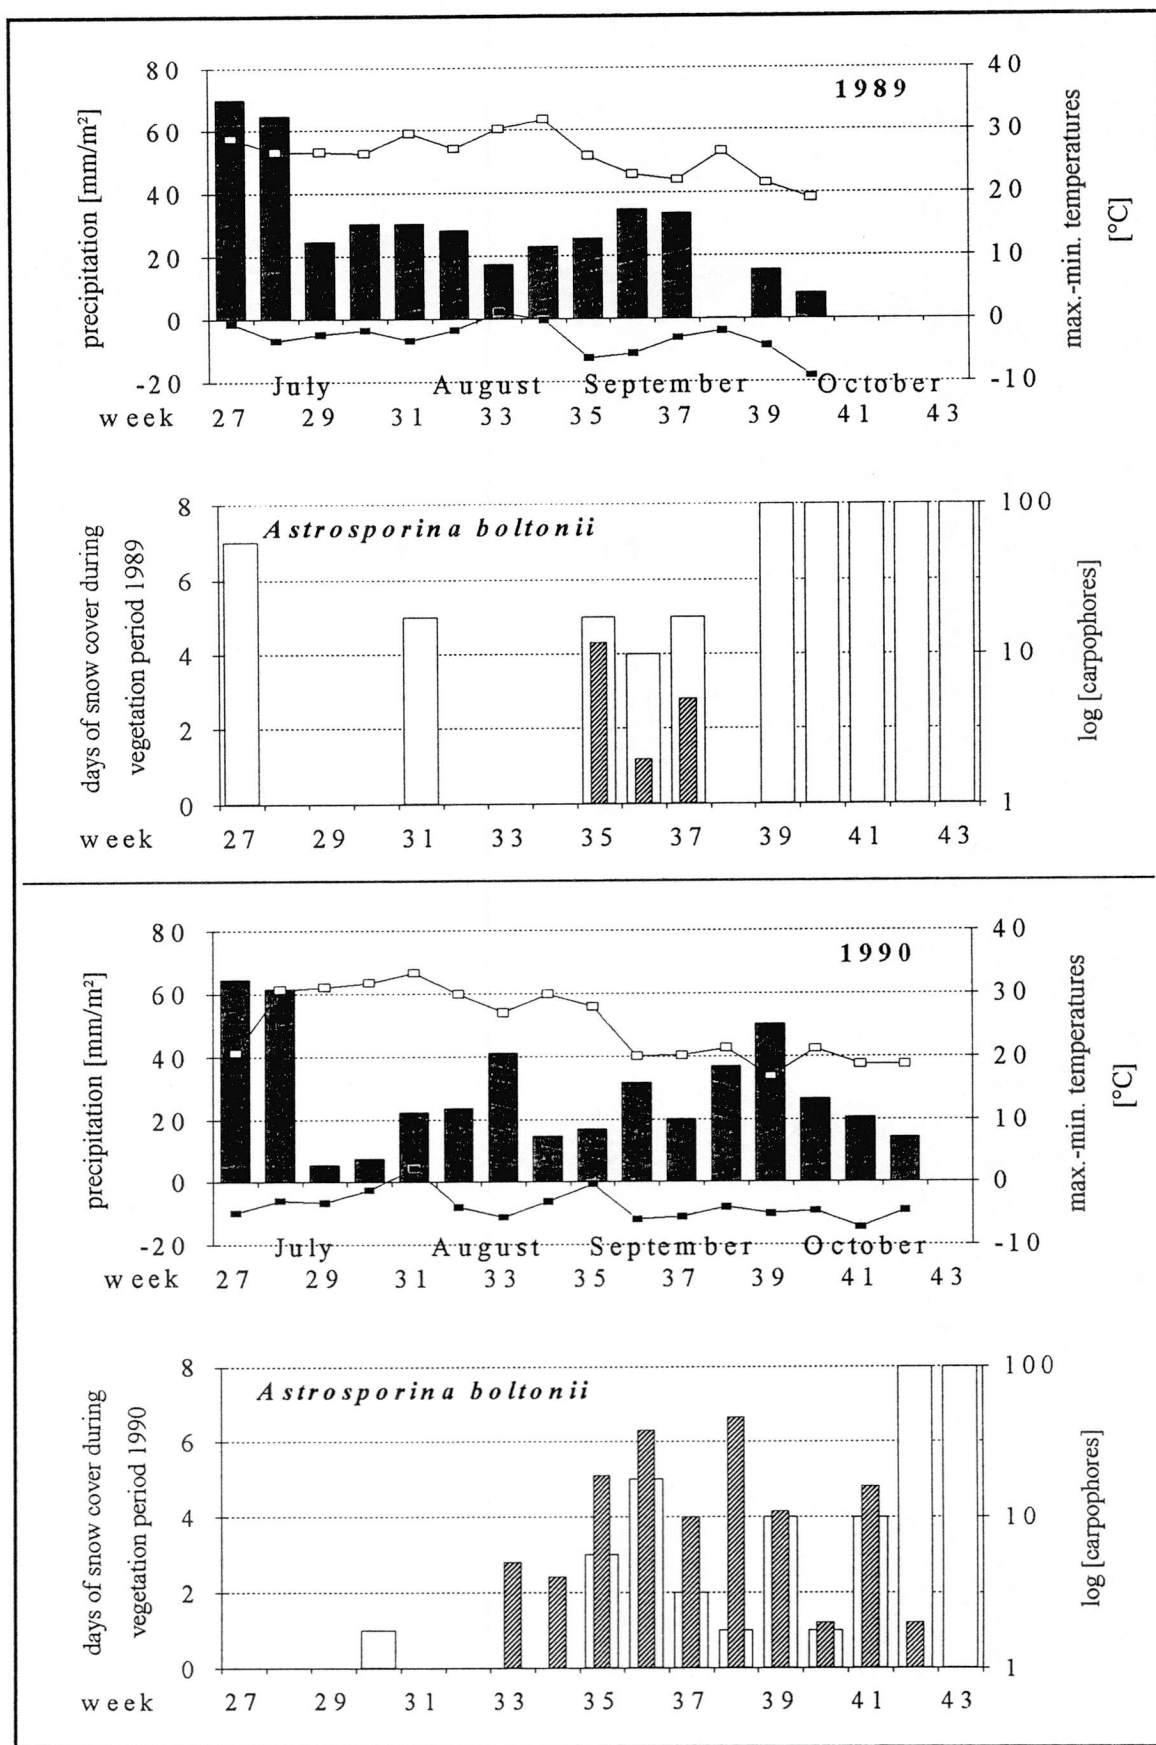 1989
precipitation [mm/m²]
80
60
40
20
0
-20
40
30
20
10
0
-10
max.-min. temperatures
[°C]
July August September October
week 27 29 31 33 35 37 39 41 43
Astrosporina boltonii
days of snow cover during
vegetation period 1989
8
6
4
2
0
100
10
1
log [carpophores]
week 27 29 31 33 35 37 39 41 43
1990
precipitation [mm/m²]
80
60
40
20
0
-20
40
30
20
10
0
-10
max.-min. temperatures
[°C]
July August September October
week 27 29 31 33 35 37 39 41 43
Astrosporina boltonii
days of snow cover during
vegetation period 1990
8
6
4
2
0
100
10
1
log [carpophores]
week 27 29 31 33 35 37 39 41 43